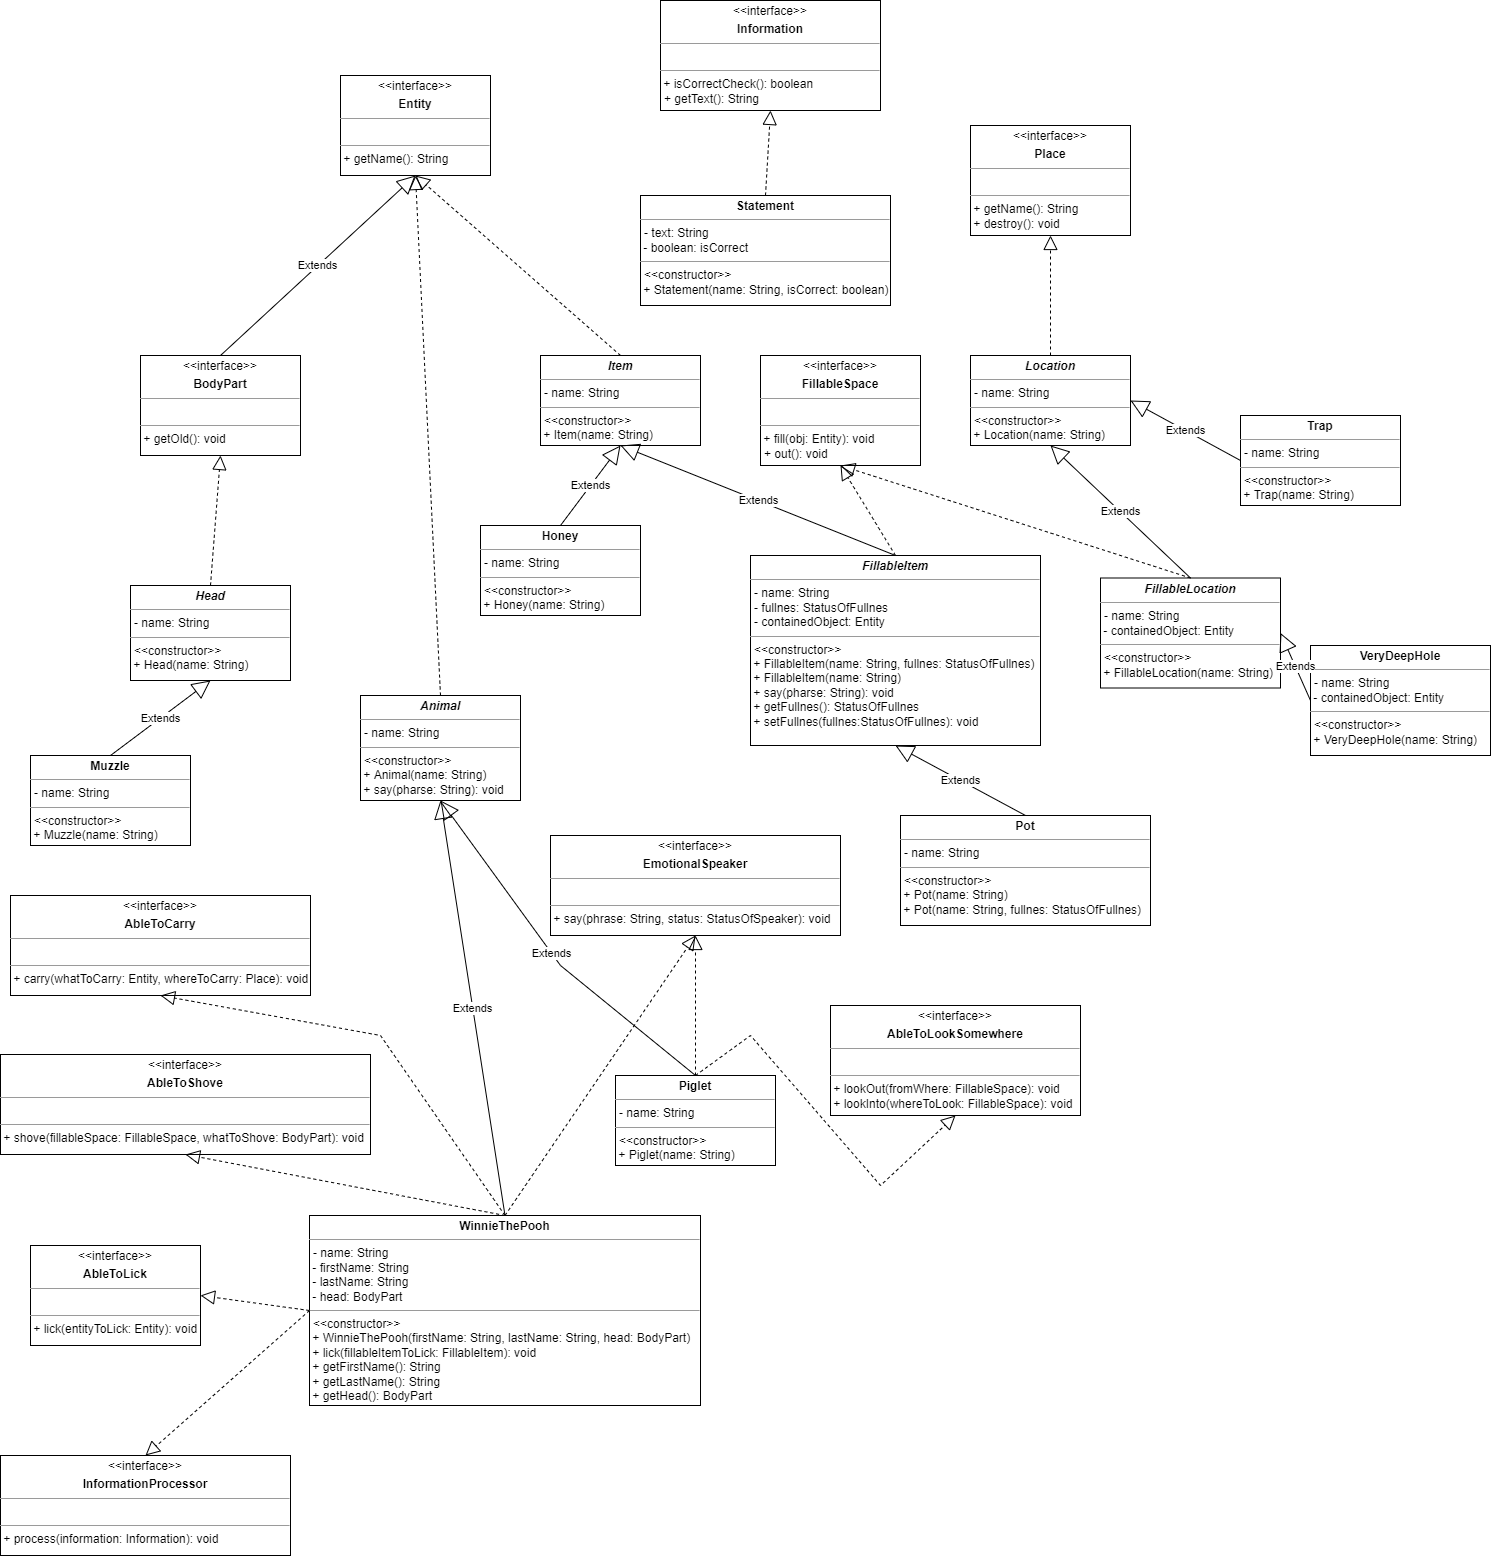 <<interface>>
Information
+ isCorrectCheck(): boolean
+ getText(): String
<<interface>>
Entity
+ getName(): String
<<interface>>
Place
+ getName(): String
+ destroy(): void
Statement
- text: String
- boolean: isCorrect
<<constructor>>
+ Statement(name: String, isCorrect: boolean)
Extends
<<interface>>
BodyPart
+ getOld(): void
Item
- name: String
<<constructor>>
+ Item(name: String)
<<interface>>
FillableSpace
+ fill(obj: Entity): void
+ out(): void
Location
- name: String
<<constructor>>
+ Location(name: String)
Extends
Trap
- name: String
<<constructor>>
+ Trap(name: String)
Extends
Extends
Extends
Honey
- name: String
<<constructor>>
+ Honey(name: String)
FillableItem
- name: String
- fullnes: StatusOfFullnes
- containedObject: Entity
<<constructor>>
+ FillableItem(name: String, fullnes: StatusOfFullnes)
+ FillableItem(name: String)
+ say(pharse: String): void
+ getFullnes(): StatusOfFullnes
+ setFullnes(fullnes:StatusOfFullnes): void
FillableLocation
- name: String
- containedObject: Entity
<<constructor>>
+ FillableLocation(name: String)
Extends
VeryDeepHole
- name: String
- containedObject: Entity
<<constructor>>
+ VeryDeepHole(name: String)
Head
- name: String
<<constructor>>
+ Head(name: String)
Extends
Muzzle
- name: String
<<constructor>>
+ Muzzle(name: String)
Animal
- name: String
<<constructor>>
+ Animal(name: String)
+ say(pharse: String): void
Extends
Pot
- name: String
<<constructor>>
+ Pot(name: String)
+ Pot(name: String, fullnes: StatusOfFullnes)
<<interface>>
EmotionalSpeaker
+ say(phrase: String, status: StatusOfSpeaker): void
<<interface>>
AbleToCarry
+ carry(whatToCarry: Entity, whereToCarry: Place): void
Extends
Extends
<<interface>>
AbleToLookSomewhere
+ lookOut(fromWhere: FillableSpace): void
+ lookInto(whereToLook: FillableSpace): void
<<interface>>
AbleToShove
+ shove(fillableSpace: FillableSpace, whatToShove: BodyPart): void
Piglet
- name: String
<<constructor>>
+ Piglet(name: String)
WinnieThePooh
- name: String
- firstName: String
- lastName: String
- head: BodyPart
<<constructor>>
+ WinnieThePooh(firstName: String, lastName: String, head: BodyPart)
+ lick(fillableItemToLick: FillableItem): void
+ getFirstName(): String
+ getLastName(): String
+ getHead(): BodyPart
<<interface>>
AbleToLick
+ lick(entityToLick: Entity): void
<<interface>>
InformationProcessor
+ process(information: Information): void